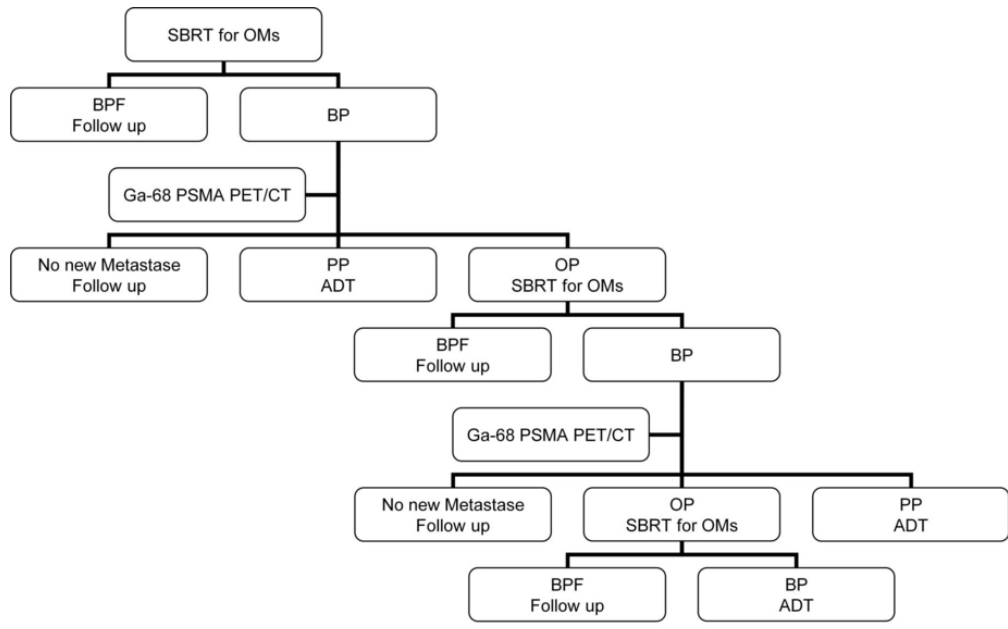 SBRT for OMs
BPF
Follow up
BP
Ga-68 PSMA PET/CT
No new Metastase
Follow up
PP
ADT
OP
SBRT for OMs
BPF
Follow up
BP
Ga-68 PSMA PET/CT
No new Metastase
Follow up
OP
SBRT for OMs
PP
ADT
BPF
Follow up
BP
ADT